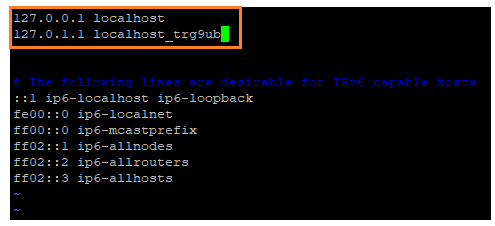 127.0.0.1 localhost
127.0.1.1 localhost_trg9ub
# The following lines are desirable for IPv6 capable hosts
::1 ip6-localhost ip6-loopback
fe00::0 ip6-localnet
ff00::0 ip6-mcastprefix
ff02::1 ip6-allnodes
ff02::2 ip6-allrouters
ff02::3 ip6-allhosts
~
~